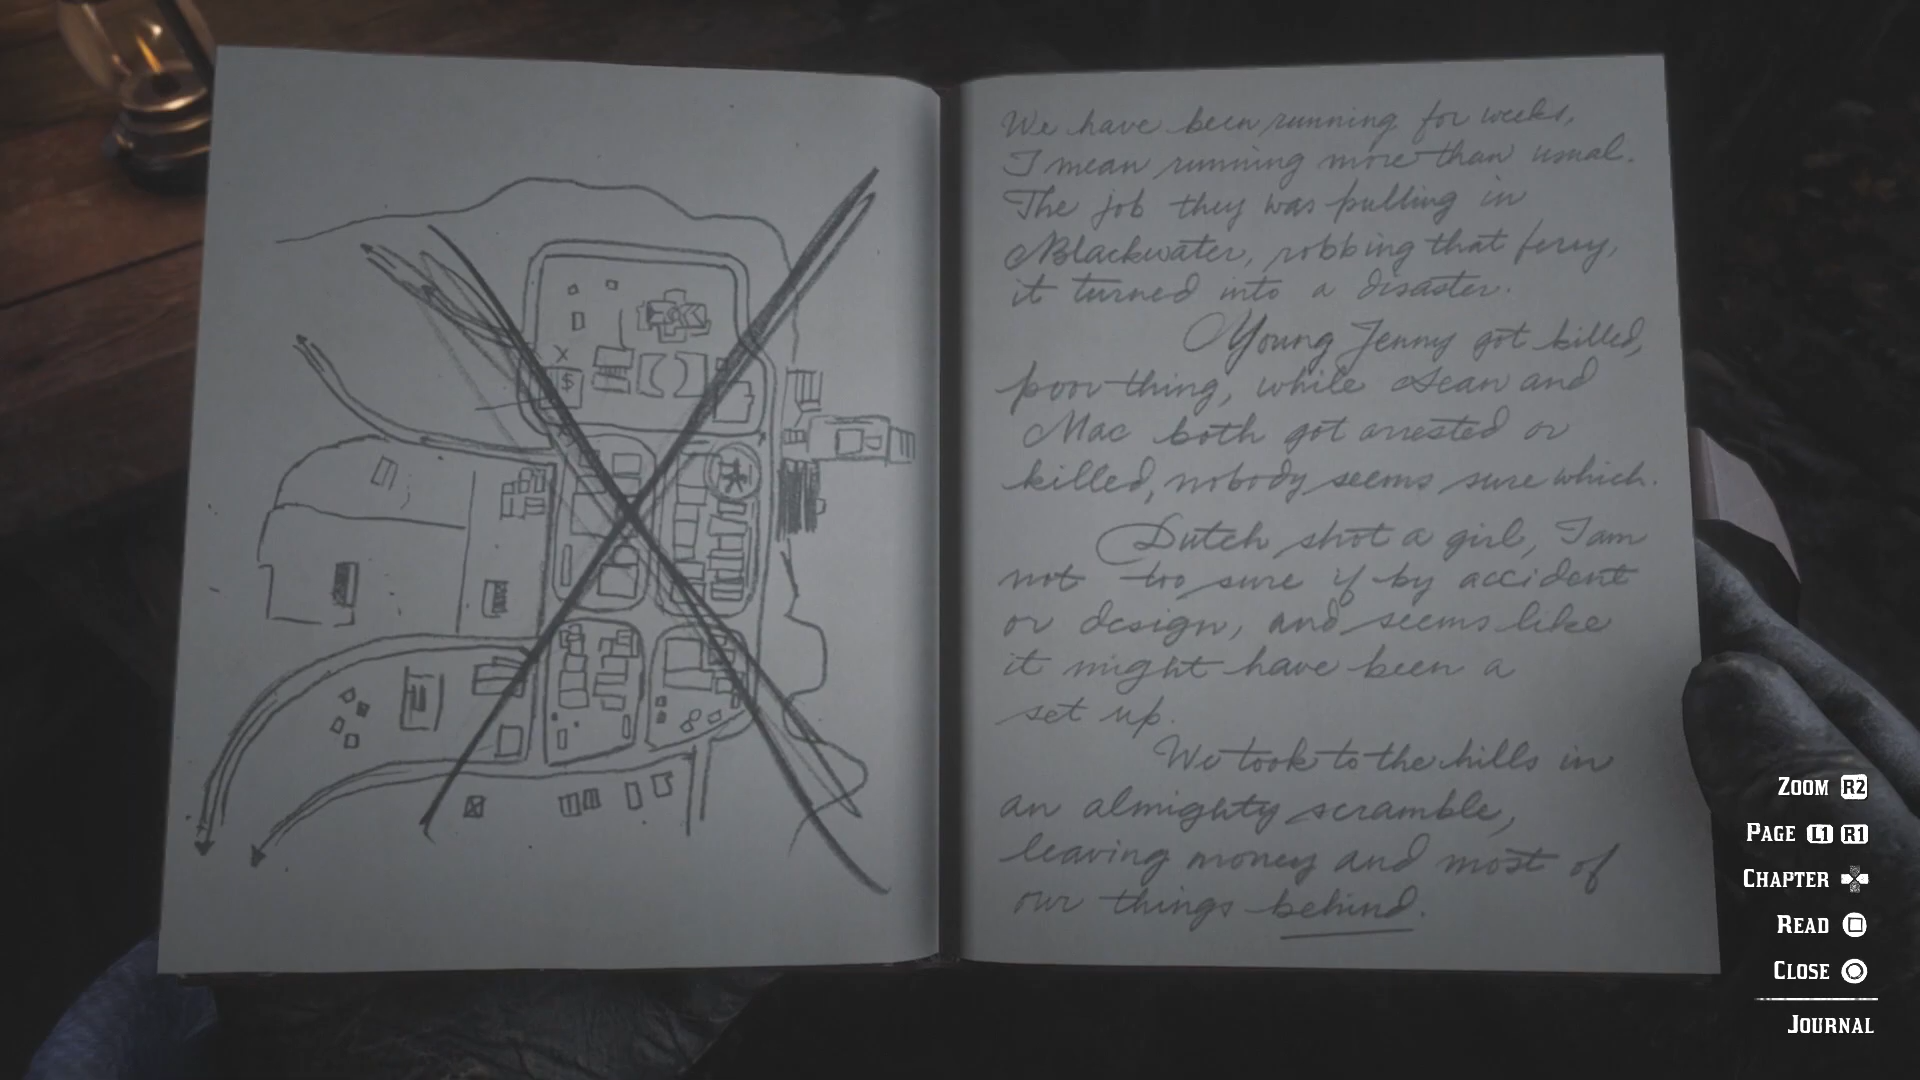 $
We have been running for weeks,
I mean running more than usual.
The job they was pulling in
Blackwater, robbing that ferry,
it turned into a disaster.
Young Jenny got killed,
poor thing, while Sean and
Mac both got arrested or
killed, nobody seems sure which.
Dutch shot a girl, I am
not too sure if by accident
or design, and seems like
it might have been a
set up.
We took to the hills in
an almighty scramble,
leaving money and most of
our things behind.
ZOOM R2
PAGE L1 R1
CHAPTER
READ
CLOSE
JOURNAL